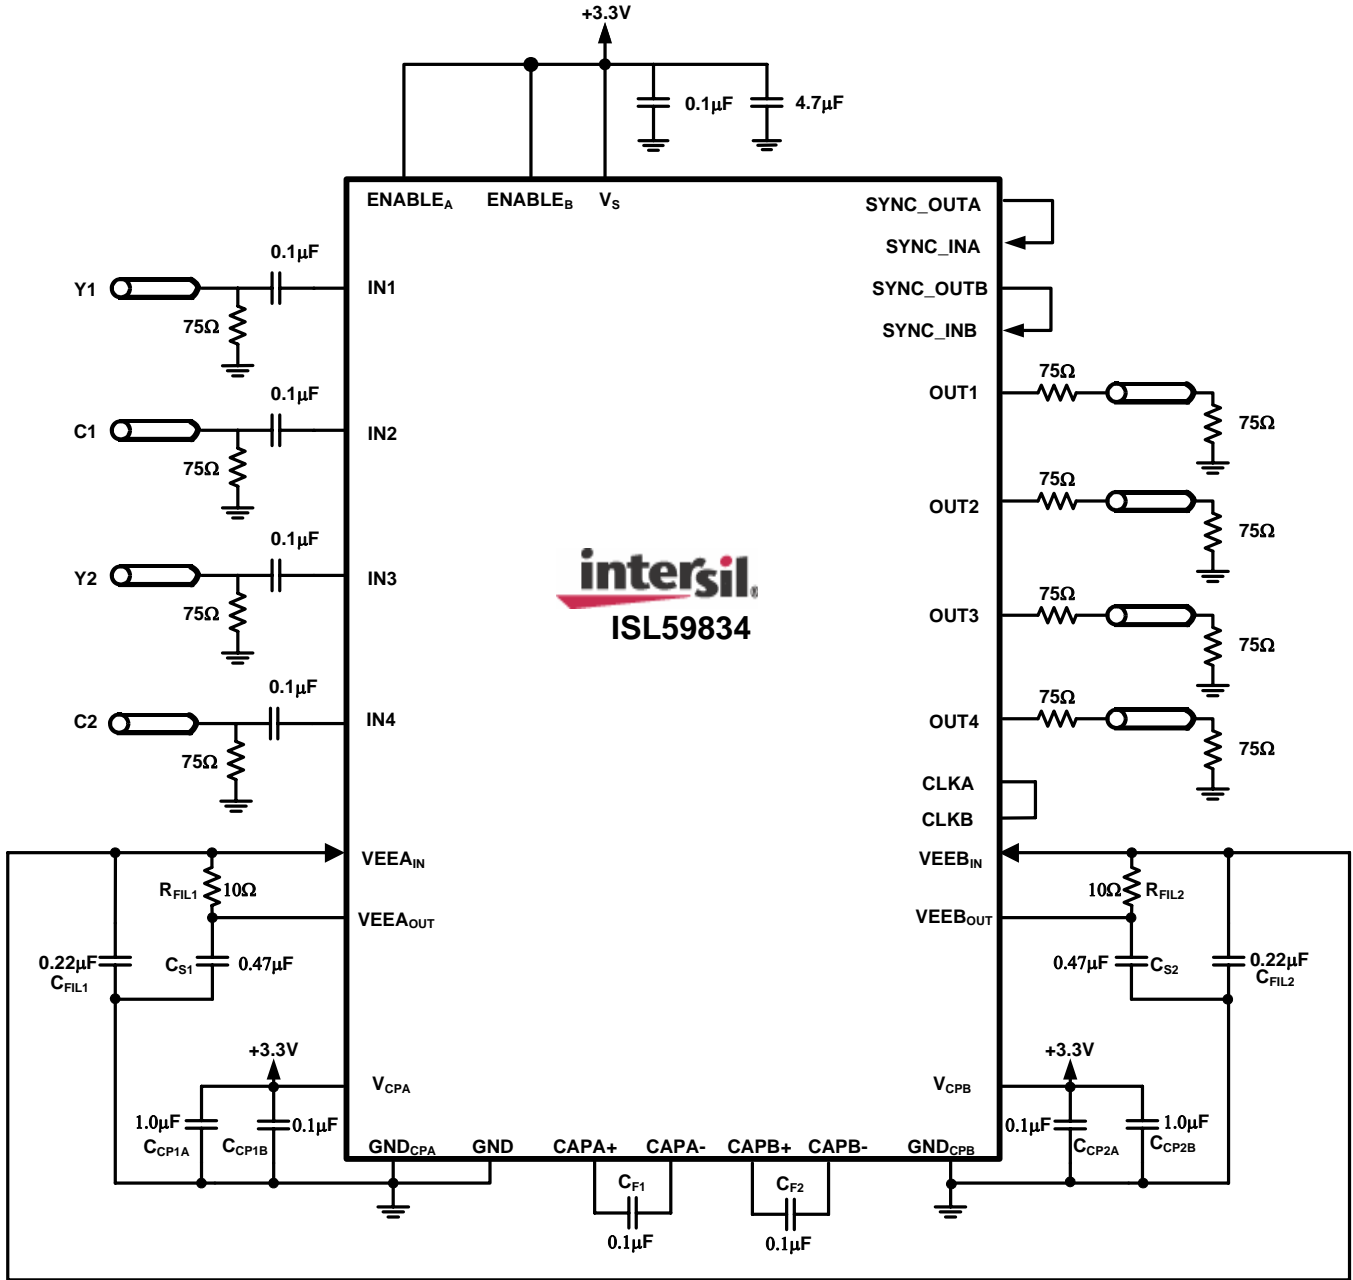 +3.3V
0.1µF
4.7µF
ENABLEA
ENABLEB
VS
SYNC_OUTA
SYNC_INA
SYNC_OUTB
SYNC_INB
0.1µF
Y1
IN1
75Ω
0.1µF
C1
IN2
75Ω
0.1µF
Y2
IN3
75Ω
0.1µF
C2
IN4
75Ω
intersil®
ISL59834
75Ω
OUT1
75Ω
75Ω
OUT2
75Ω
75Ω
OUT3
75Ω
75Ω
OUT4
75Ω
CLKA
CLKB
VEEAIN
RFIL1
10Ω
VEEAOUT
0.22µF
CFIL1
CS1
0.47µF
VEEBIN
10Ω
RFIL2
VEEBOUT
0.47µF
CS2
0.22µF
CFIL2
+3.3V
VCPA
1.0µF
CCP1A
CCP1B
0.1µF
+3.3V
VCPB
0.1µF
CCP2A
1.0µF
CCP2B
GNDCPA
GND
CAPA+
CAPA-
CAPB+
CAPB-
GNDCPB
CF1
0.1µF
CF2
0.1µF